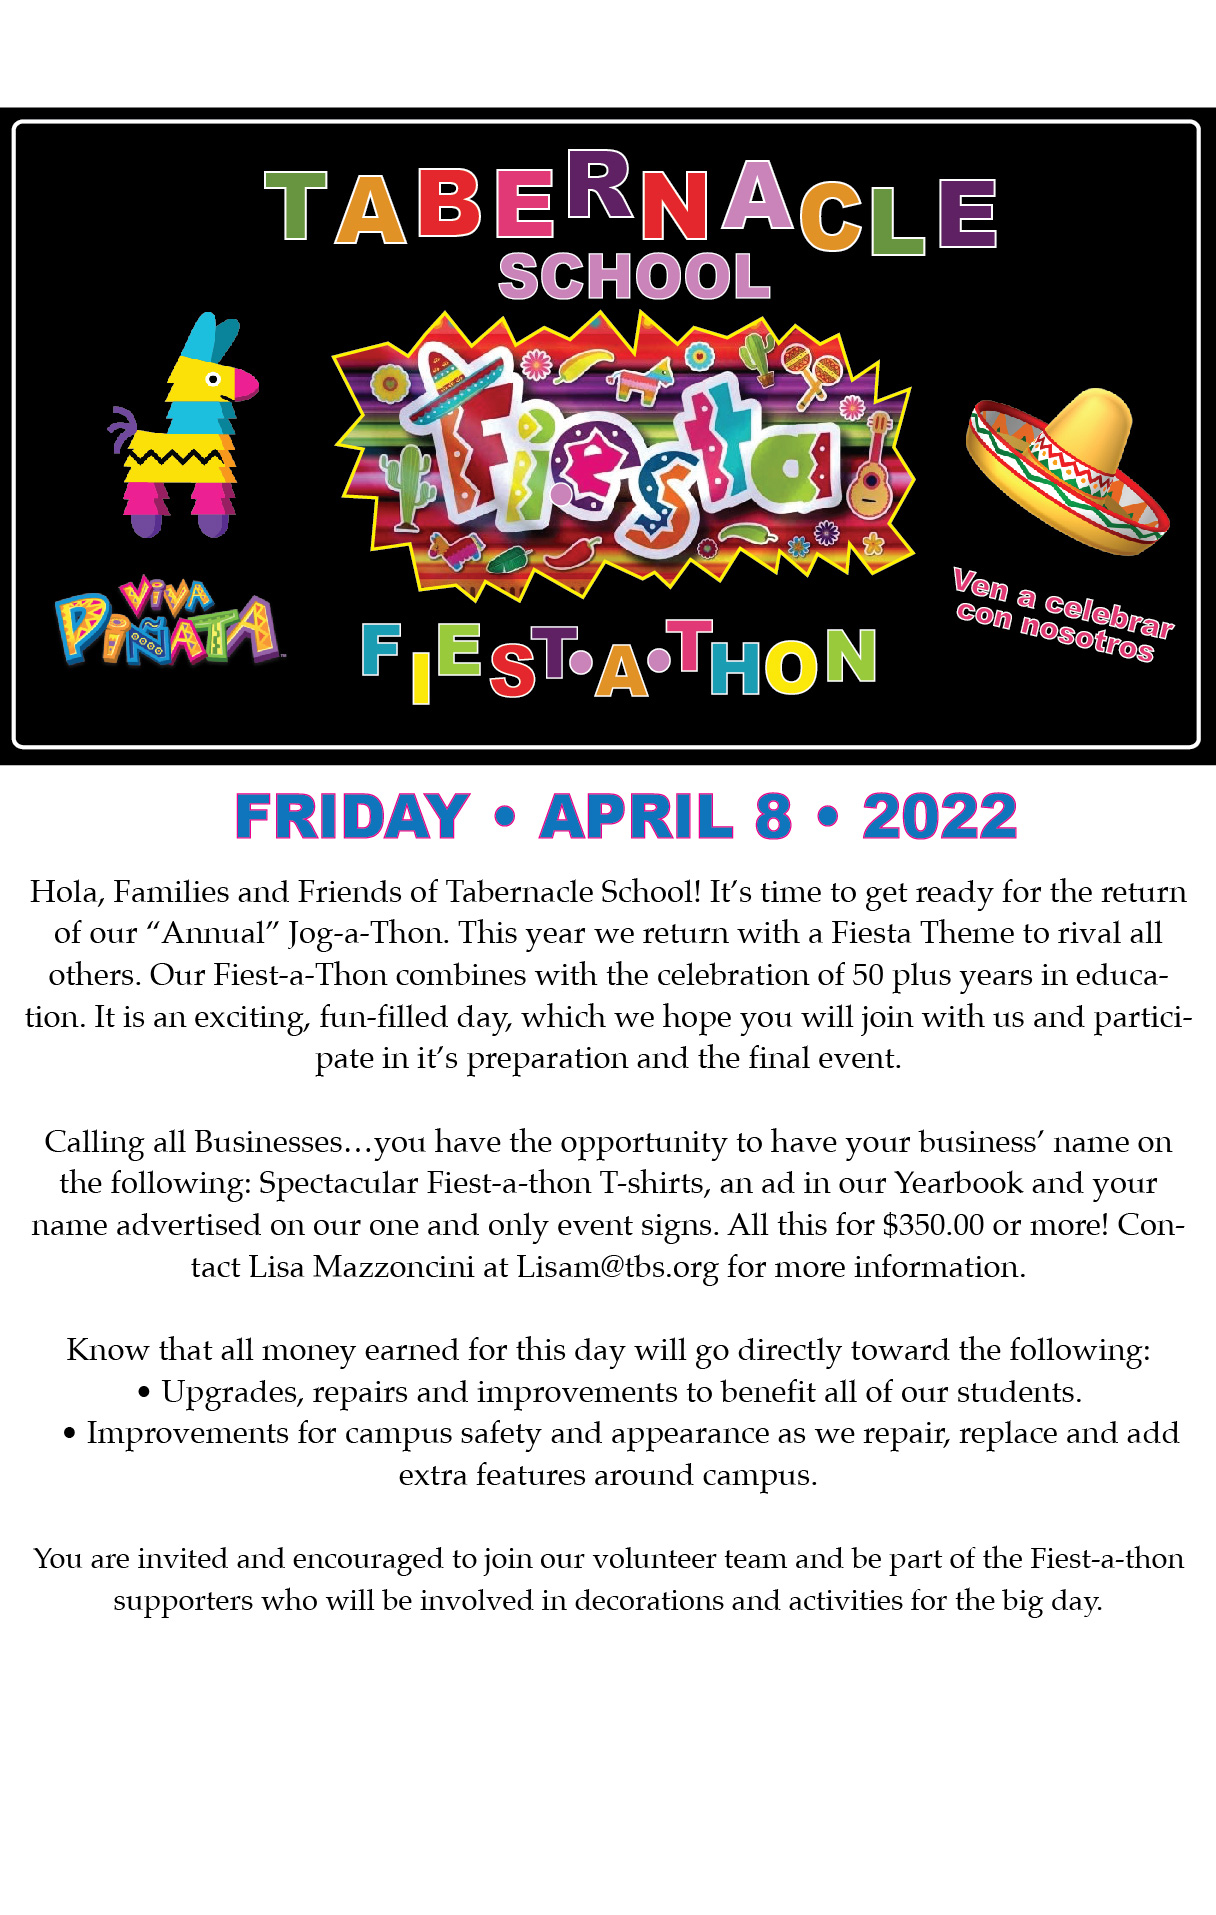 TABERNACLE
SCHOOL
Fiesta
VIVA
PIÑATA
™
Ven a celebrar
con nosotros
FIEST•A•THON
FRIDAY • APRIL 8 • 2022
Hola, Families and Friends of Tabernacle School! It’s time to get ready for the return
of our “Annual” Jog-a-Thon. This year we return with a Fiesta Theme to rival all
others. Our Fiest-a-Thon combines with the celebration of 50 plus years in educa-
tion. It is an exciting, fun-filled day, which we hope you will join with us and partici-
pate in it’s preparation and the final event.
Calling all Businesses…you have the opportunity to have your business’ name on
the following: Spectacular Fiest-a-thon T-shirts, an ad in our Yearbook and your
name advertised on our one and only event signs. All this for $350.00 or more! Con-
tact Lisa Mazzoncini at Lisam@tbs.org for more information.
Know that all money earned for this day will go directly toward the following:
• Upgrades, repairs and improvements to benefit all of our students.
• Improvements for campus safety and appearance as we repair, replace and add
extra features around campus.
You are invited and encouraged to join our volunteer team and be part of the Fiest-a-thon
supporters who will be involved in decorations and activities for the big day.